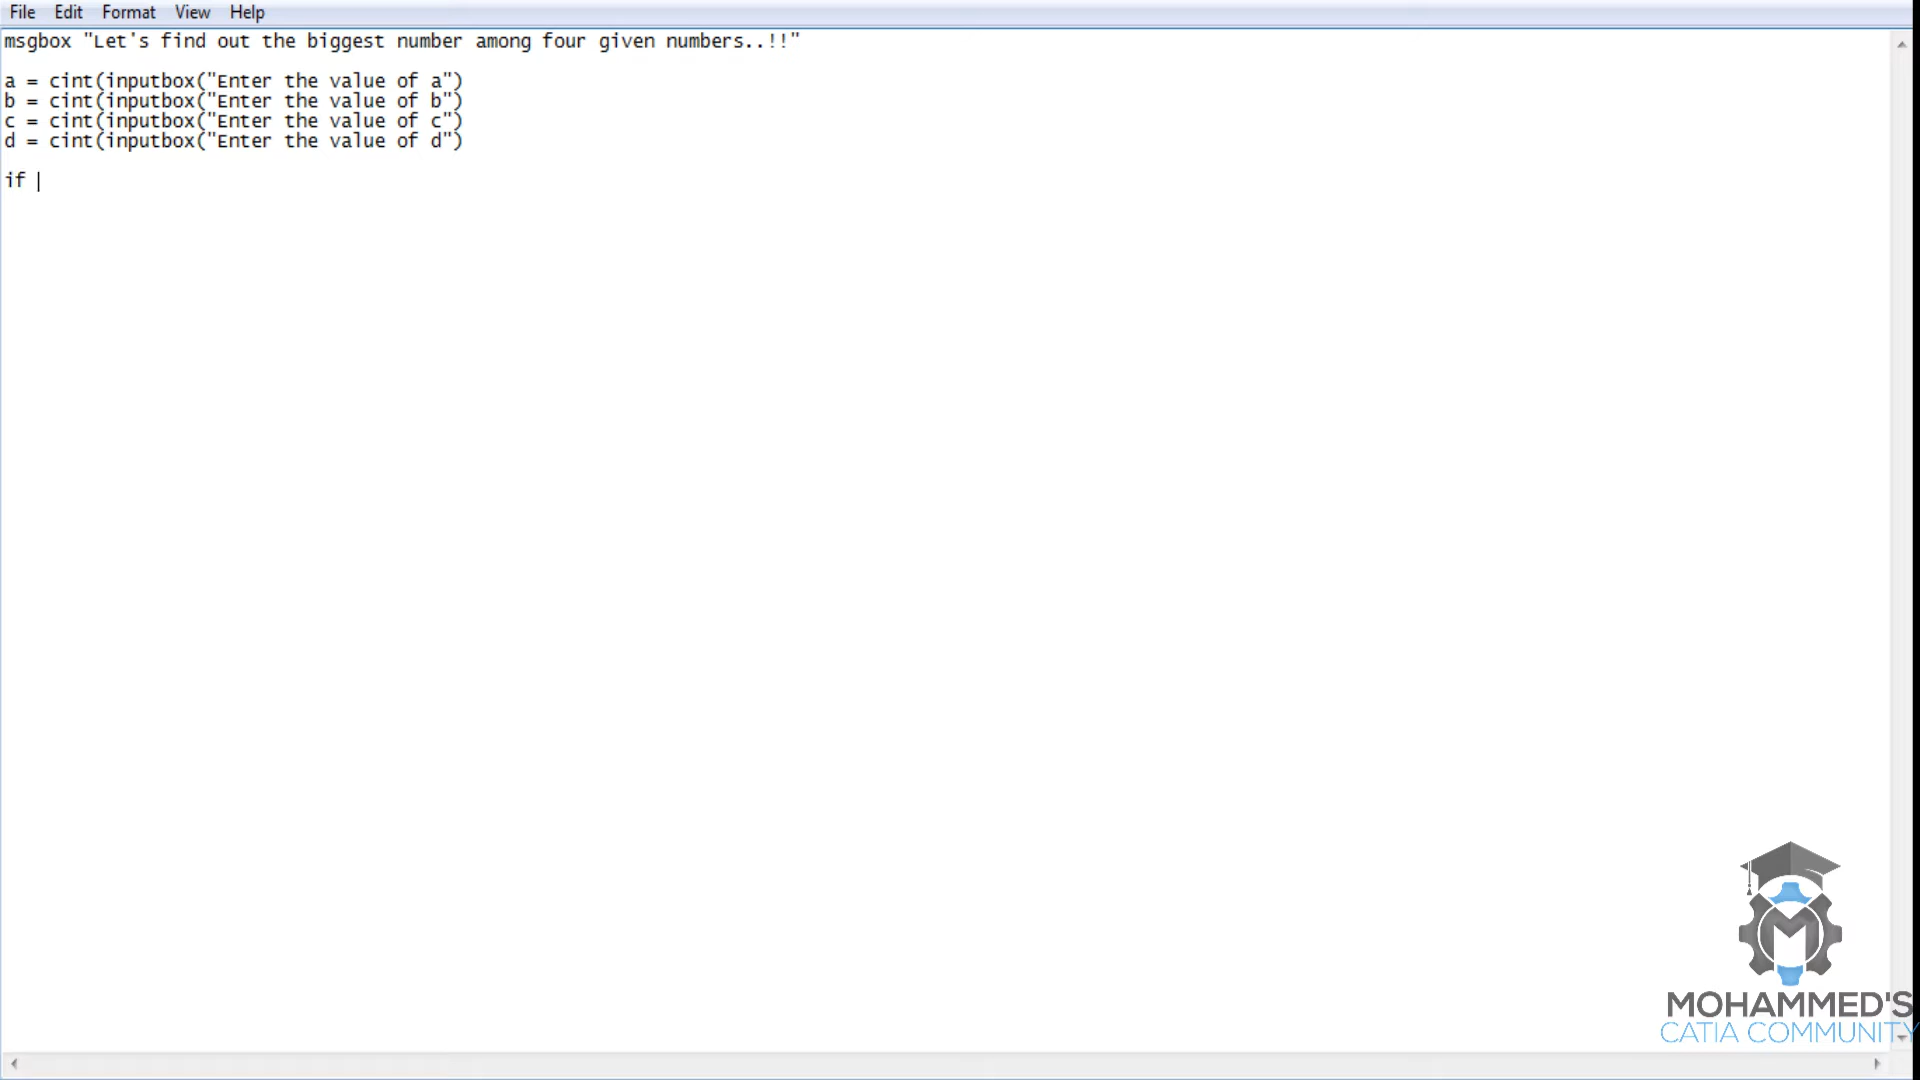 File Edit Format View Help
msgbox "Let's find out the biggest number among four given numbers..!!"
a = cint(inputbox("Enter the value of a")
b = cint(inputbox("Enter the value of b")
c = cint(inputbox("Enter the value of c")
d = cint(inputbox("Enter the value of d")
if
MOHAMMED'S
CATIA COMMUNITY